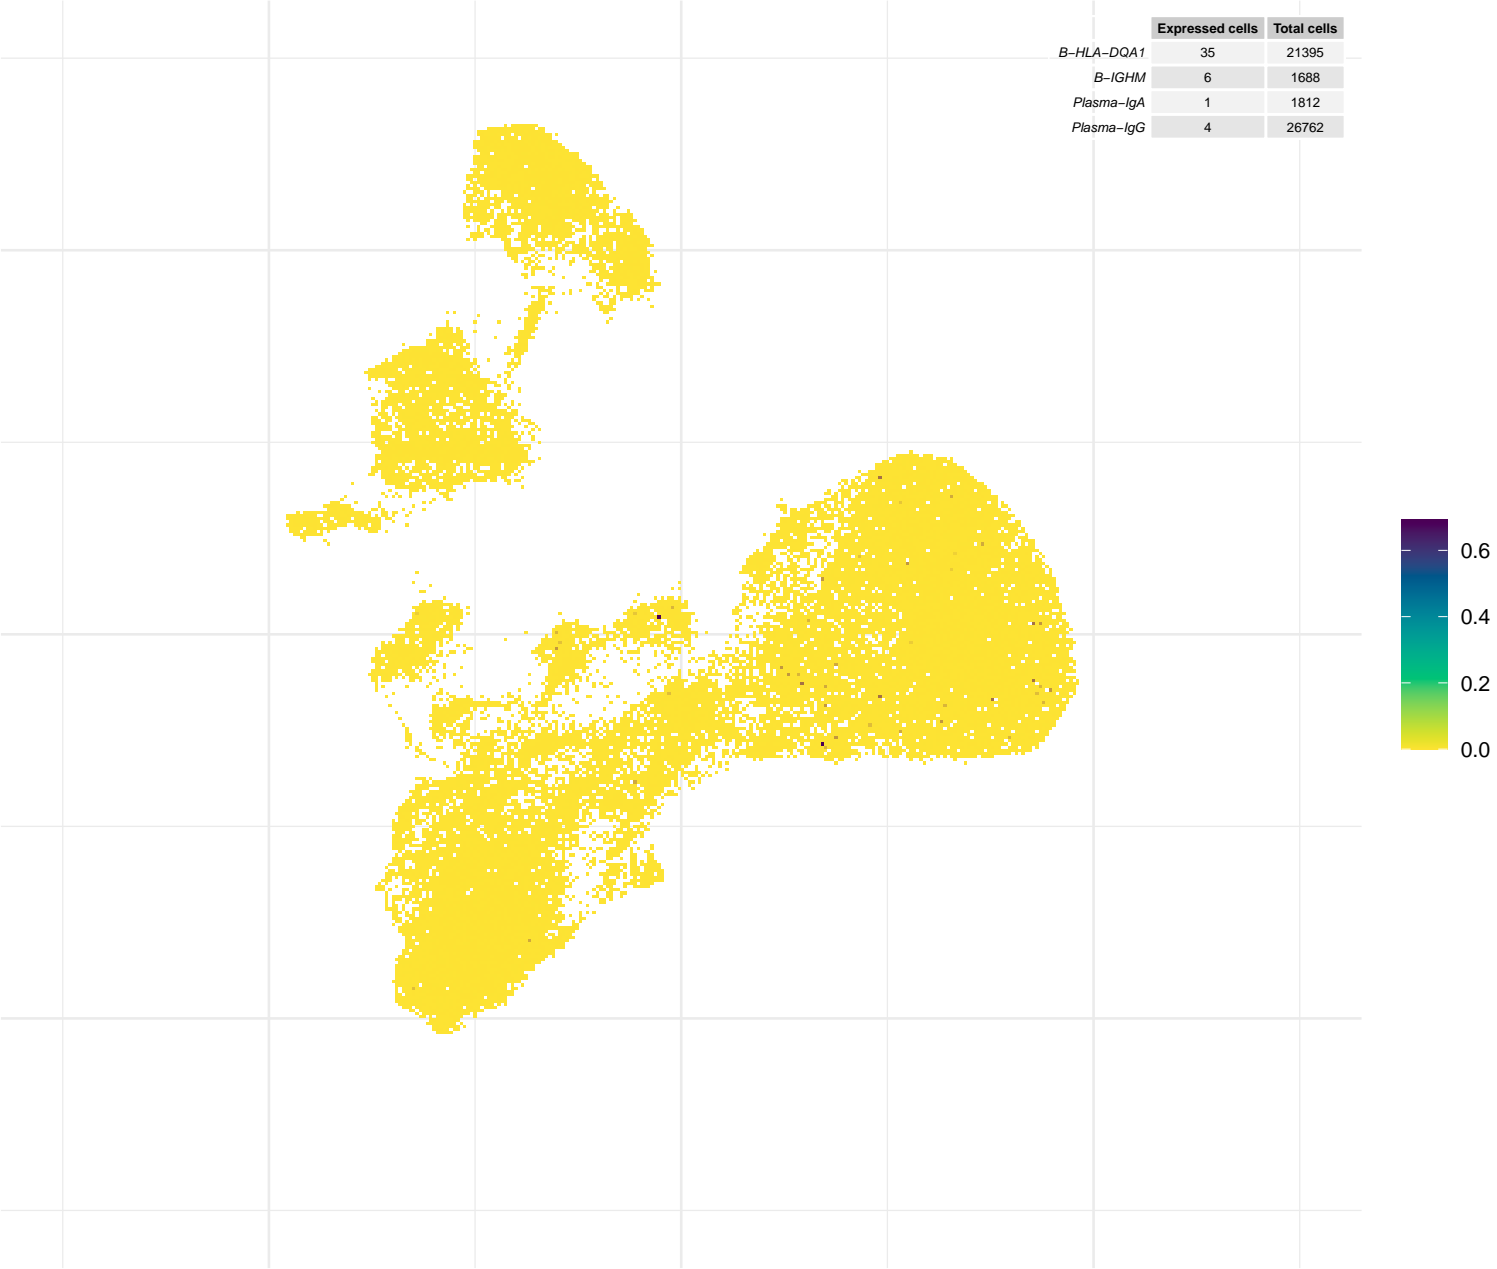 Expressed cells Total cells
B−HLA−DQA1 35 21395
B−IGHM 6 1688
Plasma−IgA 1 1812
Plasma−IgG 4 26762
0.6
0.4
0.2
0.0